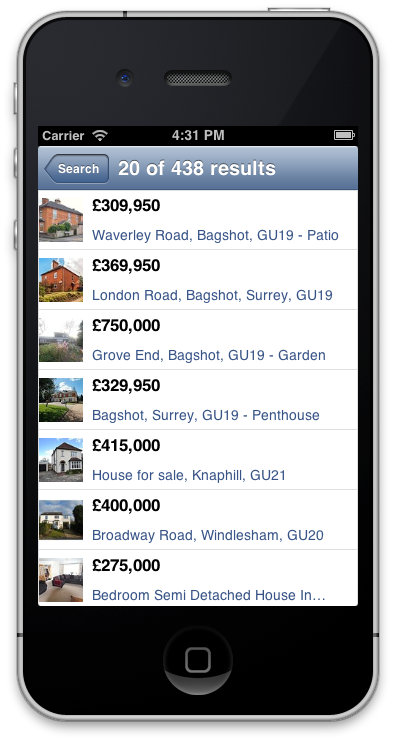 Carrier 4:31 PM
Search 20 of 438 results
£309,950
Waverley Road, Bagshot, GU19 - Patio
£369,950
London Road, Bagshot, Surrey, GU19
£750,000
Grove End, Bagshot, GU19 - Garden
£329,950
Bagshot, Surrey, GU19 - Penthouse
£415,000
House for sale, Knaphill, GU21
£400,000
Broadway Road, Windlesham, GU20
£275,000
Bedroom Semi Detached House In...